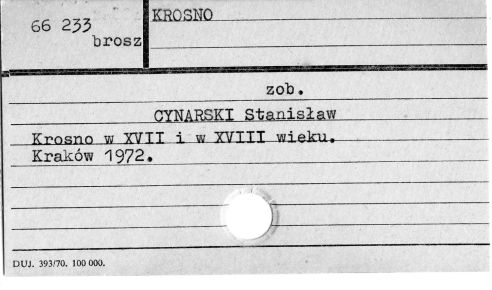 66 233
brosz
KROSNO
zob.
CYNARSKI Stanisław
Krosno w XVII i w XVIII wieku.
Kraków 1972.
DUJ. 393/70. 100 000.